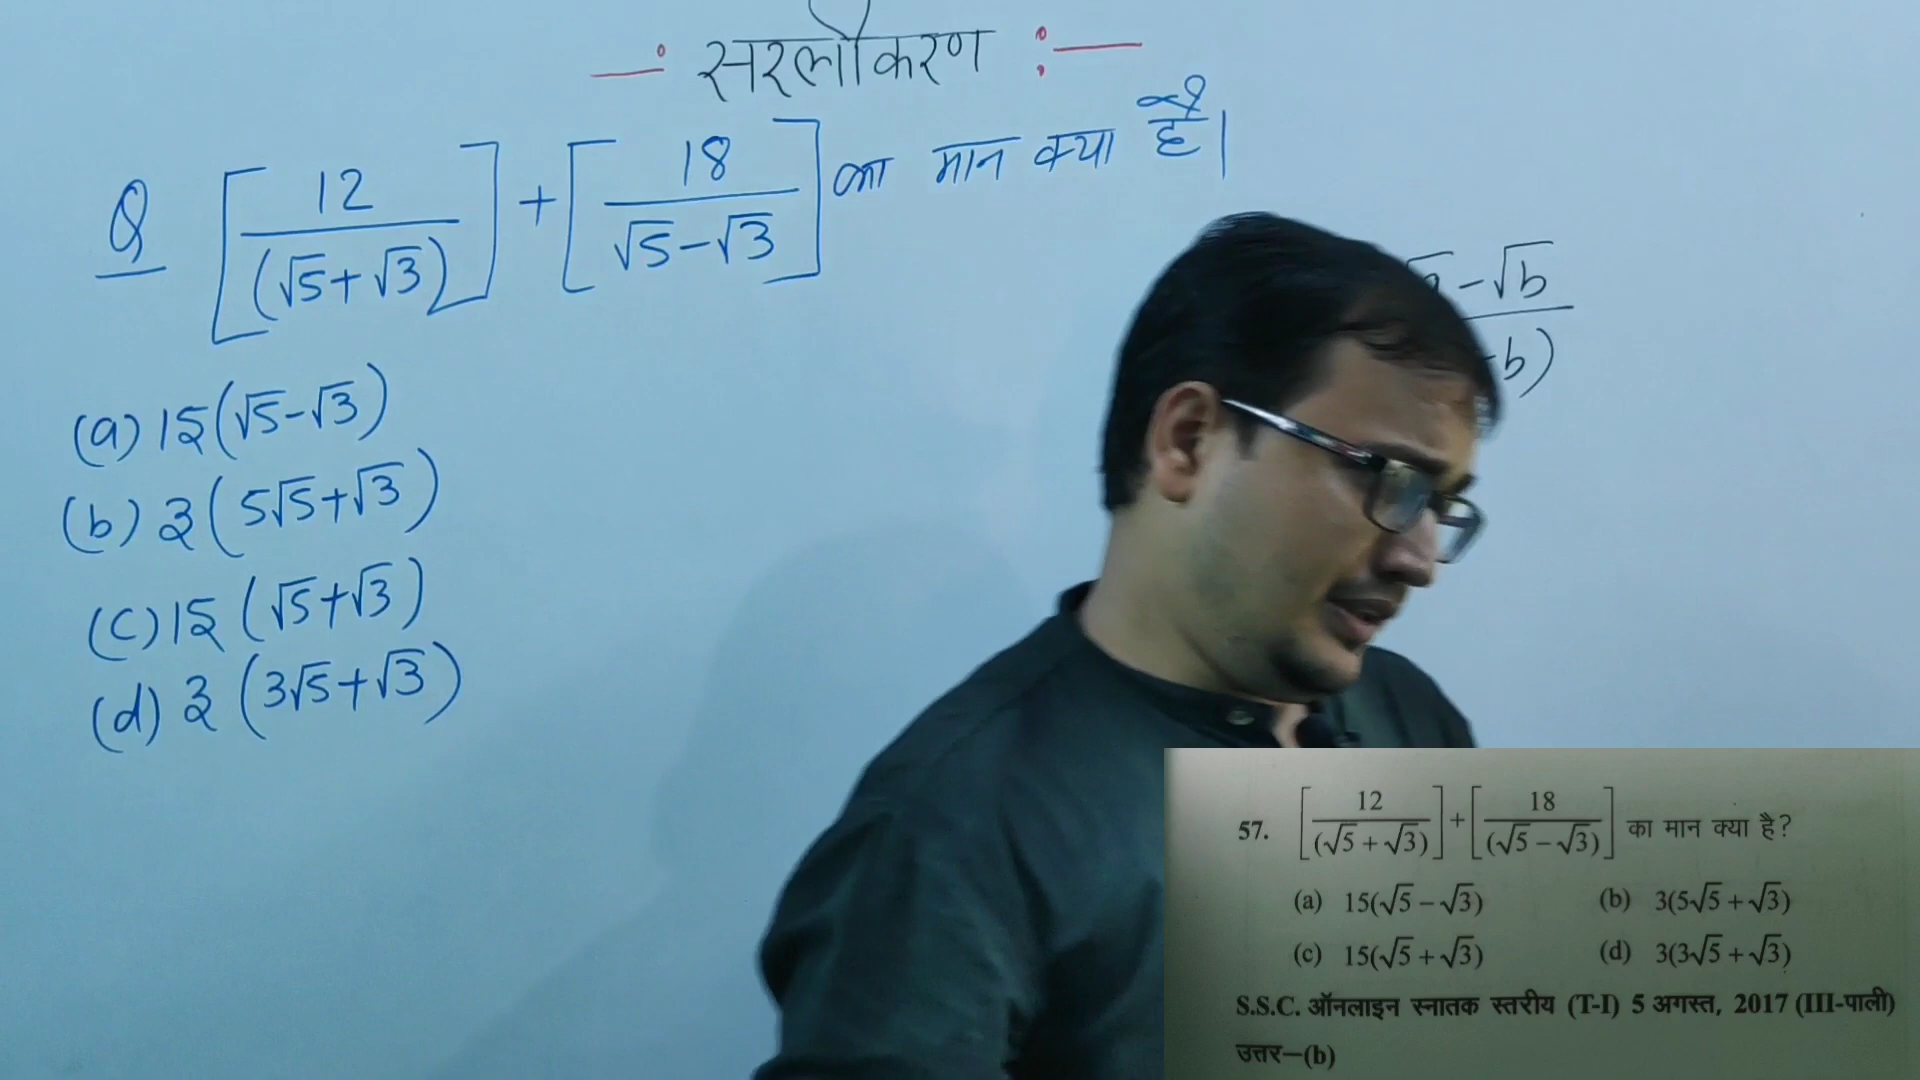 —: सरलीकरण :—
Q [12/(√5+√3)] + [18/√5-√3] का मान क्या है।
-√b
b)
(a) 15(√5-√3)
(b) 3(5√5+√3)
(c) 15(√5+√3)
(d) 3(3√5+√3)
57. [12/(√5+√3)] + [18/(√5-√3)] का मान क्या है?
(a) 15(√5-√3) (b) 3(5√5+√3)
(c) 15(√5+√3) (d) 3(3√5+√3)
S.S.C. ऑनलाइन स्नातक स्तरीय (T-I) 5 अगस्त, 2017 (III-पाली)
उत्तर—(b)